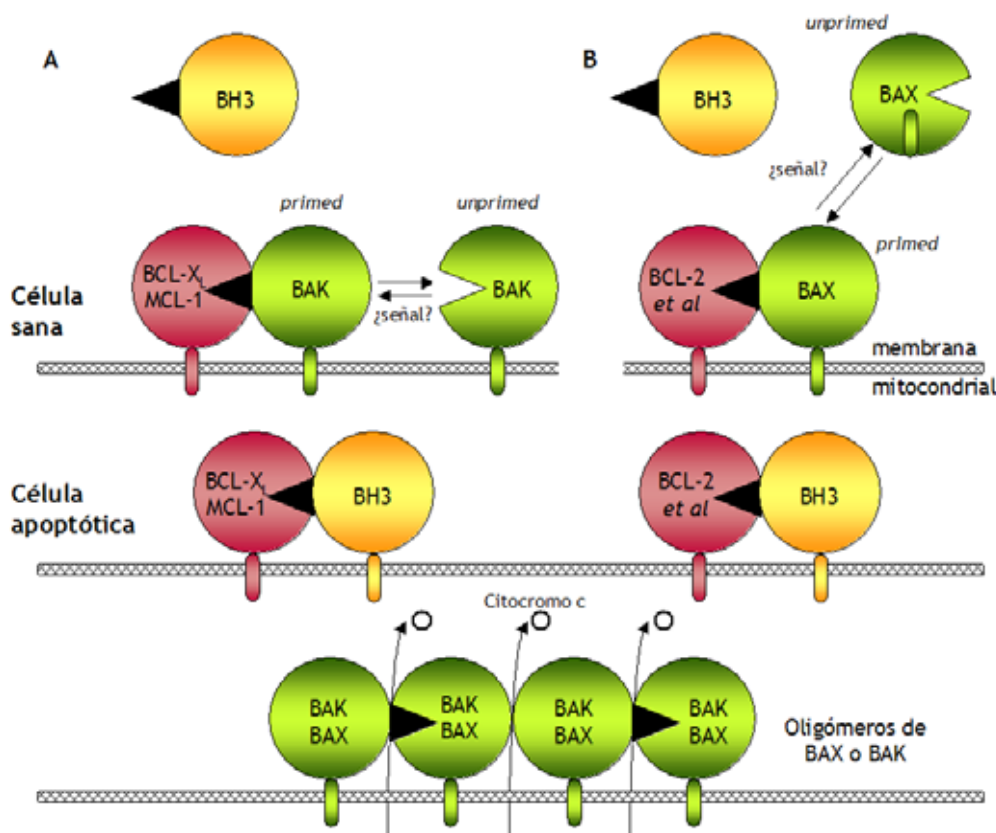 A
BH3
B
BH3
unprimed
BAX
¿señal?
primed
unprimed
primed
Célula
sana
BCL-XL
MCL-1
BAK
¿señal?
BAK
BCL-2
et al
BAX
membrana
mitocondrial
Célula
apoptótica
BCL-XL
MCL-1
BH3
BCL-2
et al
BH3
Citocromo c
BAK
BAX
BAK
BAX
BAK
BAX
BAK
BAX
Oligómeros de
BAX o BAK